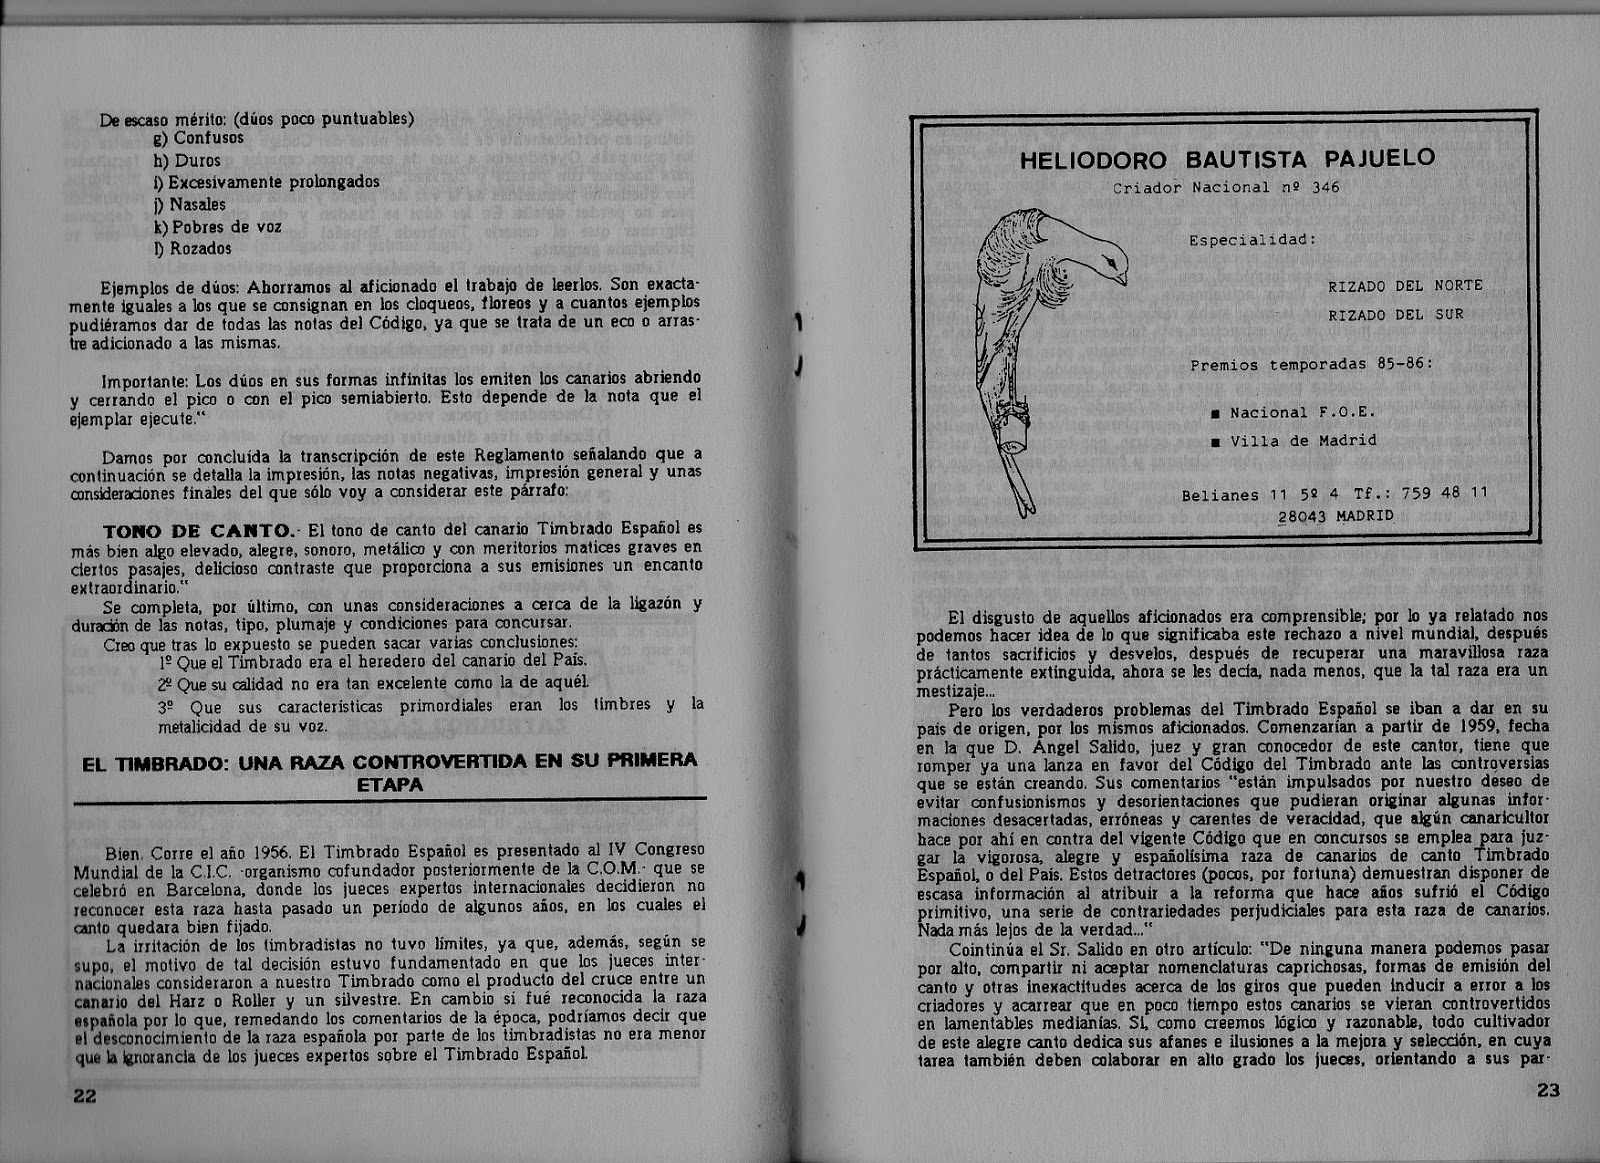 De escaso mérito: (dúos poco puntuables)
g) Confusos
h) Duros
i) Excesivamente prolongados
j) Nasales
k) Pobres de voz
l) Rozados
Ejemplos de dúos: Ahorramos al aficionado el trabajo de leerlos. Son exacta-
mente iguales a los que se consignan en los cloqueos, floreos y a cuantos ejemplos
pudiéramos dar de todas las notas del Código, ya que se trata de un eco o arras-
tre adicionado a las mismas.
Importante: Los dúos en sus formas infinitas los emiten los canarios abriendo
y cerrando el pico o con el pico semiabierto. Esto depende de la nota que el
ejemplar ejecute."
Damos por concluída la transcripción de este Reglamento señalando que a
continuación se detalla la impresión, las notas negativas, impresión general y unas
consideraciones finales del que sólo voy a considerar este párrafo:
TONO DE CANTO.- El tono de canto del canario Timbrado Español es
más bien algo elevado, alegre, sonoro, metálico y con meritorios matices graves en
ciertos pasajes, delicioso contraste que proporciona a sus emisiones un encanto
extraordinario."
Se completa, por último, con unas consideraciones a cerca de la ligazón y
duración de las notas, tipo, plumaje y condiciones para concursar.
Creo que tras lo expuesto se pueden sacar varias conclusiones:
1º Que el Timbrado era el heredero del canario del País.
2º Que su calidad no era tan excelente como la de aquél.
3º Que sus características primordiales eran los timbres y la
metalicidad de su voz.
EL TIMBRADO: UNA RAZA CONTROVERTIDA EN SU PRIMERA
ETAPA
Bien. Corre el año 1956. El Timbrado Español es presentado al IV Congreso
Mundial de la C.I.C. -organismo cofundador posteriormente de la C.O.M.- que se
celebró en Barcelona, donde los jueces expertos internacionales decidieron no
reconocer esta raza hasta pasado un período de algunos años, en los cuales el
canto quedara bien fijado.
La irritación de los timbradistas no tuvo límites, ya que, además, según se
supo, el motivo de tal decisión estuvo fundamentado en que los jueces inter-
nacionales consideraron a nuestro Timbrado como el producto del cruce entre un
canario del Harz o Roller y un silvestre. En cambio si fué reconocida la raza
española por lo que, remedando los comentarios de la época, podríamos decir que
el desconocimiento de la raza española por parte de los timbradistas no era menor
que la ignorancia de los jueces expertos sobre el Timbrado Español.
22
HELIODORO BAUTISTA PAJUELO
Criador Nacional nº 346
Especialidad:
RIZADO DEL NORTE
RIZADO DEL SUR
Premios temporadas 85-86:
■ Nacional F.O.E.
■ Villa de Madrid
Belianes 11 5º 4 Tf.: 759 48 11
28043 MADRID
El disgusto de aquellos aficionados era comprensible; por lo ya relatado nos
podemos hacer idea de lo que significaba este rechazo a nivel mundial, después
de tantos sacrificios y desvelos, después de recuperar una maravillosa raza
prácticamente extinguida, ahora se les decía, nada menos, que la tal raza era un
mestizaje...
Pero los verdaderos problemas del Timbrado Español se iban a dar en su
país de origen, por los mismos aficionados. Comenzarían a partir de 1959, fecha
en la que D. Angel Salido, juez y gran conocedor de este cantor, tiene que
romper ya una lanza en favor del Código del Timbrado ante las controversias
que se están creando. Sus comentarios "están impulsados por nuestro deseo de
evitar confusionismos y desorientaciones que pudieran originar algunas infor-
maciones desacertadas, erróneas y carentes de veracidad, que algún canaricultor
hace por ahí en contra del vigente Código que en concursos se emplea para juz-
gar la vigorosa, alegre y españolísima raza de canarios de canto Timbrado
Español, o del País. Estos detractores (pocos, por fortuna) demuestran disponer de
escasa información al atribuir a la reforma que hace años sufrió el Código
primitivo, una serie de contrariedades perjudiciales para esta raza de canarios.
Nada más lejos de la verdad..."
Cointinúa el Sr. Salido en otro artículo: "De ninguna manera podemos pasar
por alto, compartir ni aceptar nomenclaturas caprichosas, formas de emisión del
canto y otras inexactitudes acerca de los giros que pueden inducir a error a los
criadores y acarrear que en poco tiempo estos canarios se vieran controvertidos
en lamentables medianías. Si, como creemos lógico y razonable, todo cultivador
de este alegre canto dedica sus afanes e ilusiones a la mejora y selección, en cuya
tarea también deben colaborar en alto grado los jueces, orientando a sus par-
23